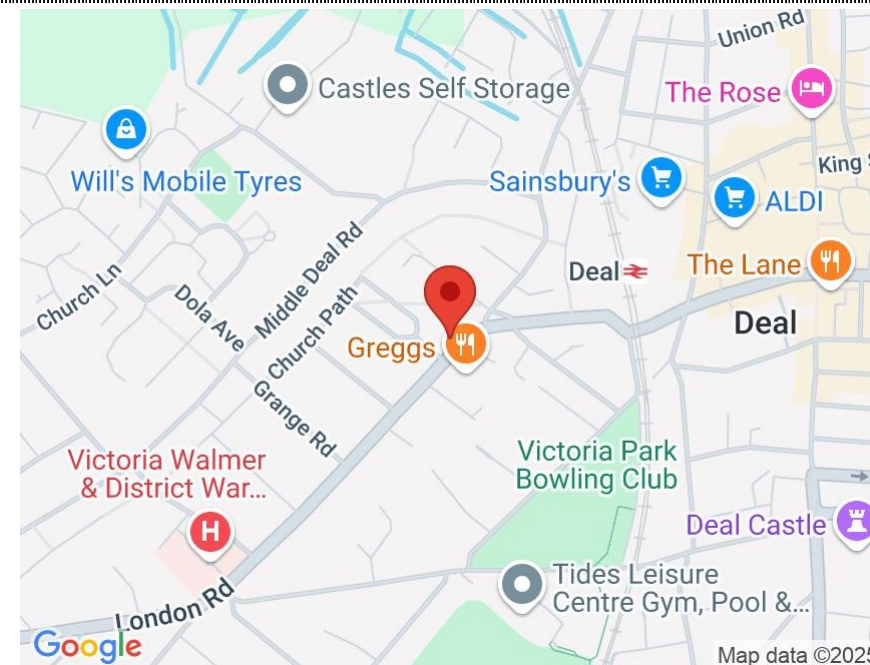 Union Rd
Castles Self Storage
The Rose
Will's Mobile Tyres
Sainsbury's
King
ALDI
Middle Deal Rd
Church Ln
Dola Ave
Church Path
Deal
The Lane
Deal
Greggs
Grange Rd
Victoria Walmer
& District War...
H
Victoria Park
Bowling Club
Deal Castle
Tides Leisure
Centre Gym, Pool &...
London Rd
Google
Map data ©2025